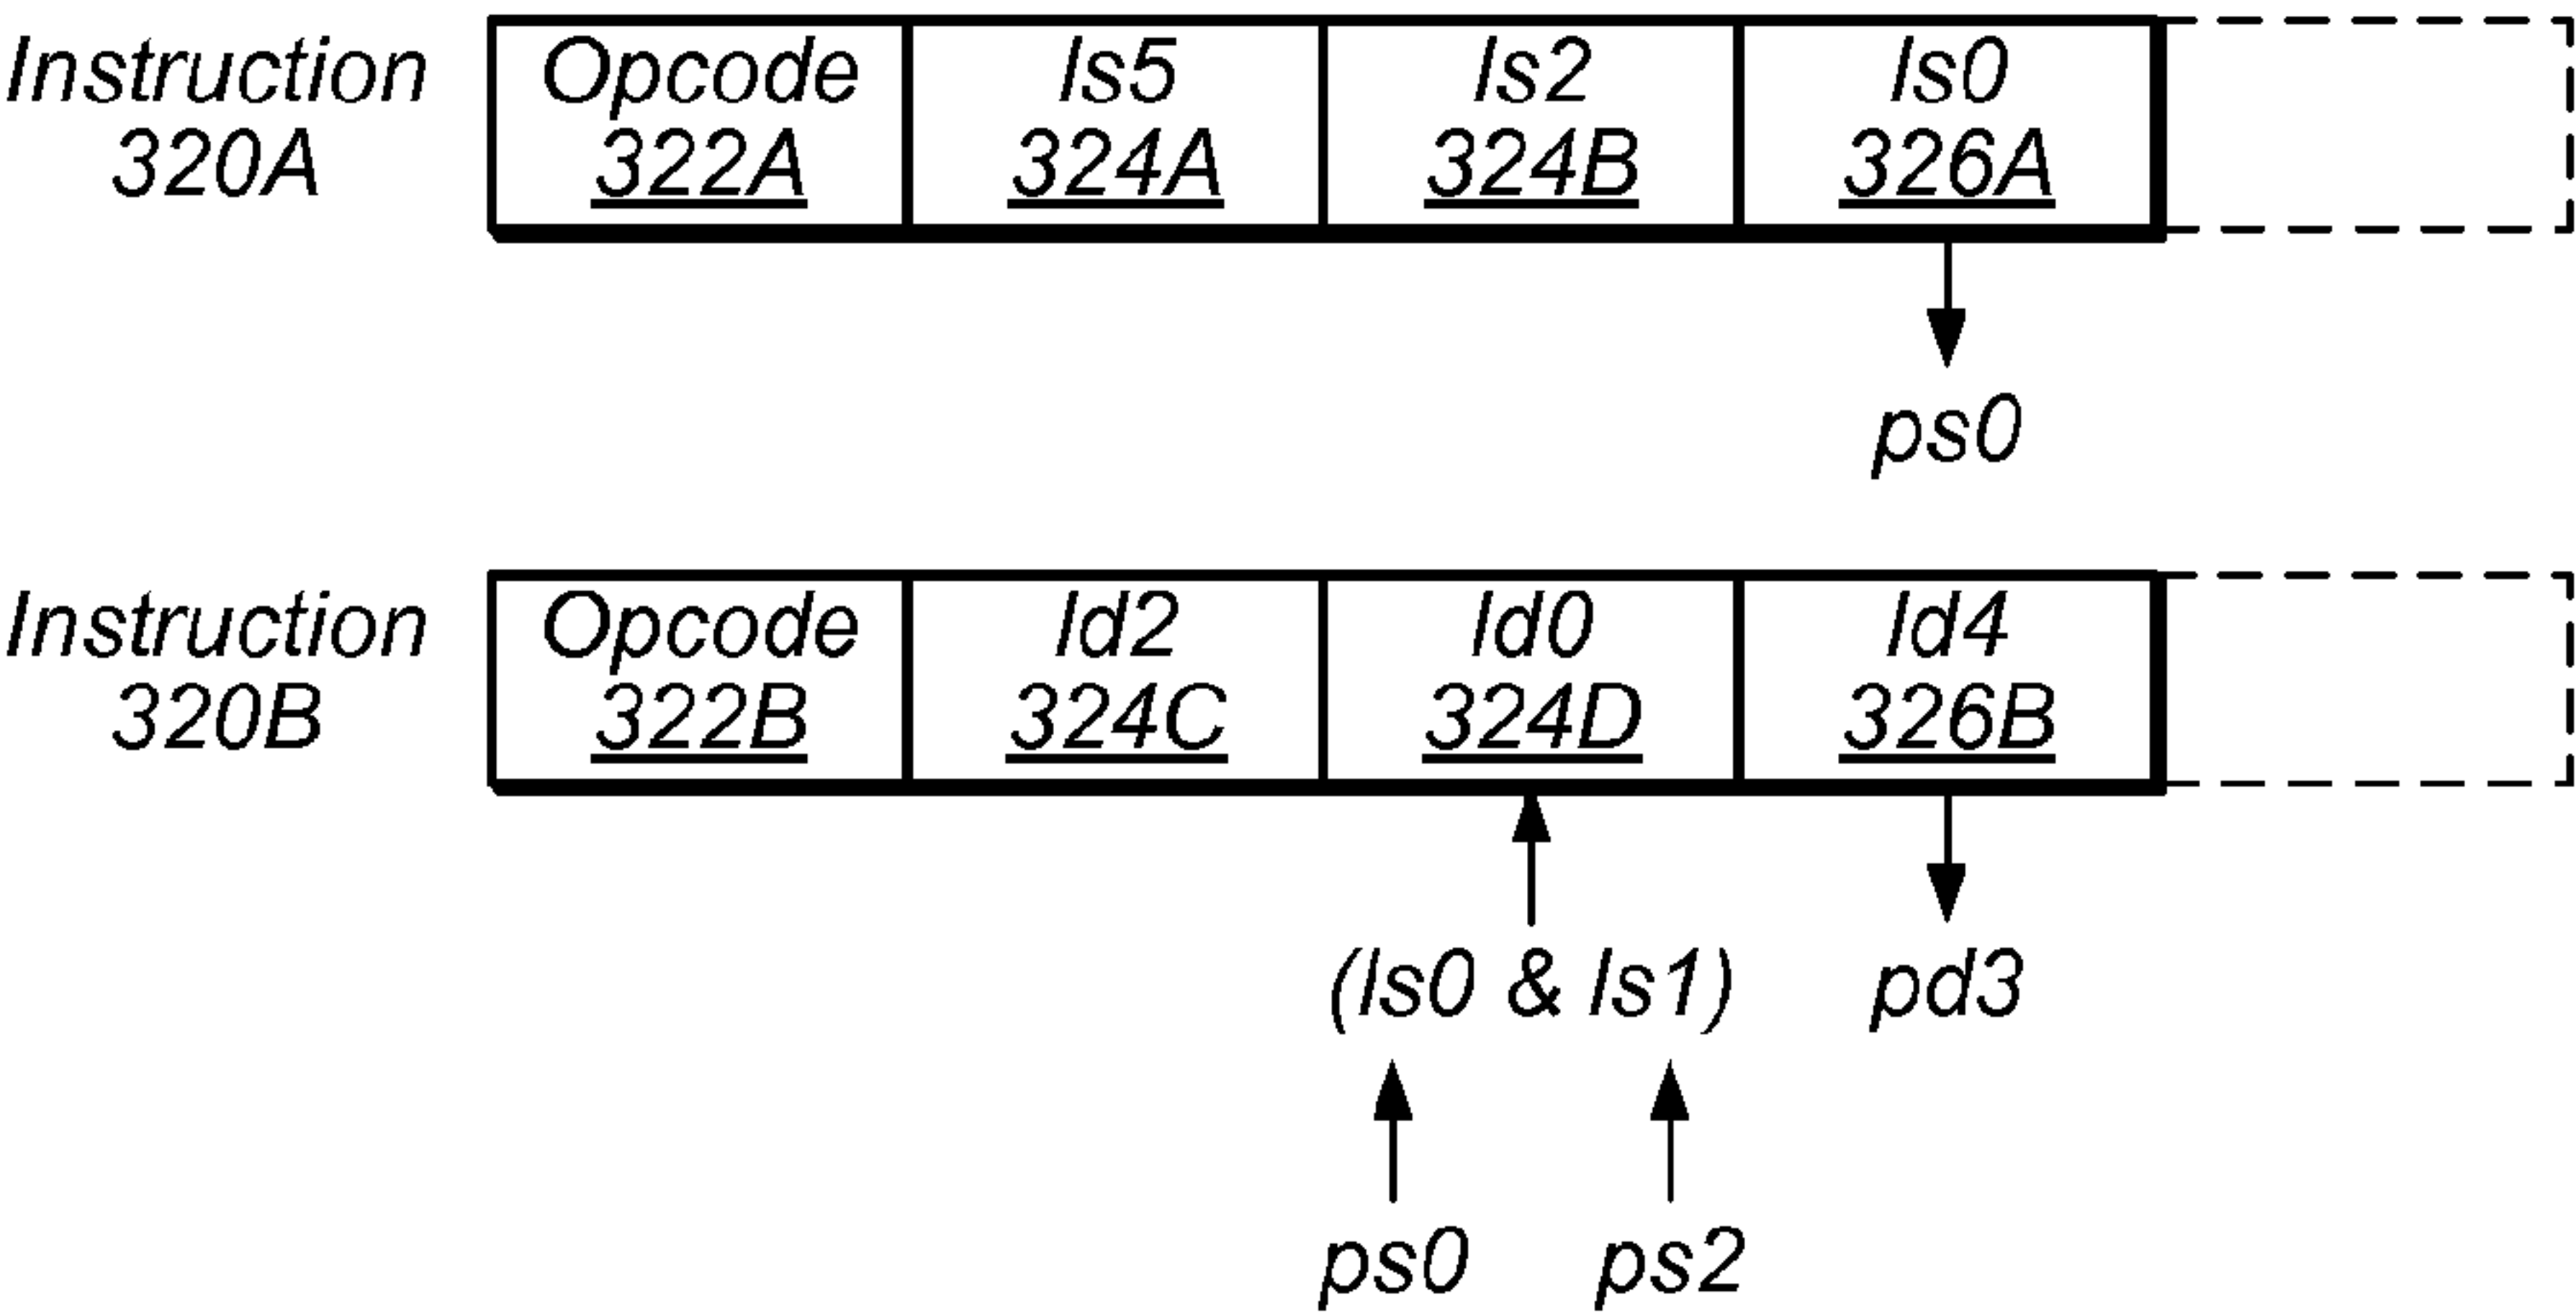 Instruction 320A
Opcode 322A
ls5 324A
ls2 324B
ls0 326A
ps0
Instruction 320B
Opcode 322B
ld2 324C
ld0 324D
ld4 326B
(ls0 & ls1)
pd3
ps0
ps2